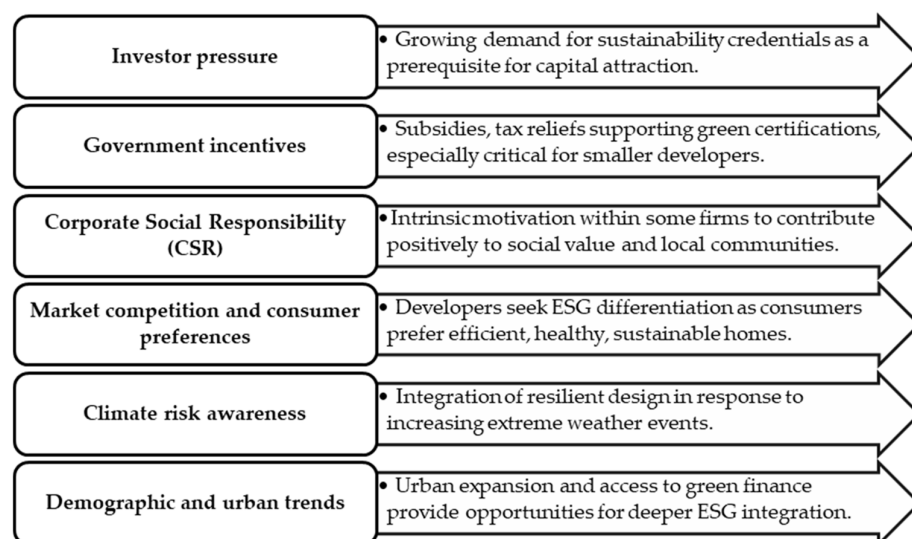 Investor pressure
• Growing demand for sustainability credentials as a
prerequisite for capital attraction.
Government incentives
• Subsidies, tax reliefs supporting green certifications,
especially critical for smaller developers.
Corporate Social Responsibility
(CSR)
• Intrinsic motivation within some firms to contribute
positively to social value and local communities.
Market competition and consumer
preferences
• Developers seek ESG differentiation as consumers
prefer efficient, healthy, sustainable homes.
Climate risk awareness
• Integration of resilient design in response to
increasing extreme weather events.
Demographic and urban trends
• Urban expansion and access to green finance
provide opportunities for deeper ESG integration.